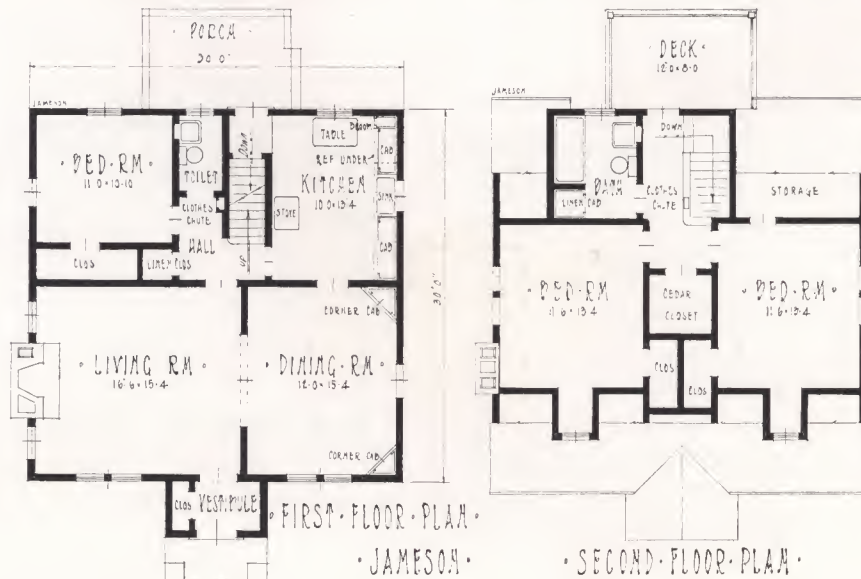 PORCH
30'0"
JAMESON
BED-RM
11·0×10-10
TOILET
DOWN
TABLE
BROOM
REF UNDER
CAB
KITCHEN
10·0×13·4
SINK
STOVE
CAB
CLOTHES
CHUTE
HALL
UP
CLOS
LINEN CLOS
CORNER CAB
30'0"
LIVING RM
16·6×15·4
DINING·RM
12·0×15·4
CORNER CAB
CLOS
VESTIBULE
·FIRST·FLOOR·PLAN·
·JAMESON·
·DECK·
12·0×8·0
JAMESON
DOWN
BATH
LINEN CAB
CLOTHES
CHUTE
STORAGE
·BED·RM·
11·6×13·4
CEDAR
CLOSET
·BED·RM·
11·6×13·4
CLOS
CLOS
·SECOND·FLOOR·PLAN·